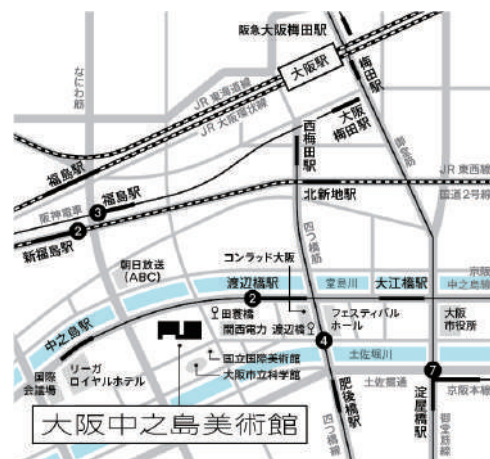 阪急大阪梅田駅
大阪駅
梅田駅
なにわ筋
JR 東海道線
JR 大阪環状線
大阪
梅田駅
西梅田駅
御堂筋
福島駅
福島駅
JR 東西線
北新地駅
国道2号線
阪神電車
3
2
新福島駅
四つ橋筋
朝日放送
(ABC)
コンラッド大阪
渡辺橋駅
堂島川
大江橋駅
京阪
中之島線
2
中之島駅
田蓑橋
関西電力
渡辺橋
フェスティバル
ホール
大阪
市役所
4
国立国際美術館
大阪市立科学館
土佐堀川
7
国際
会議場
リーガ
ロイヤルホテル
肥後橋駅
土佐堀通
淀屋橋駅
京阪本線
大阪中之島美術館
四つ橋線
御堂筋線